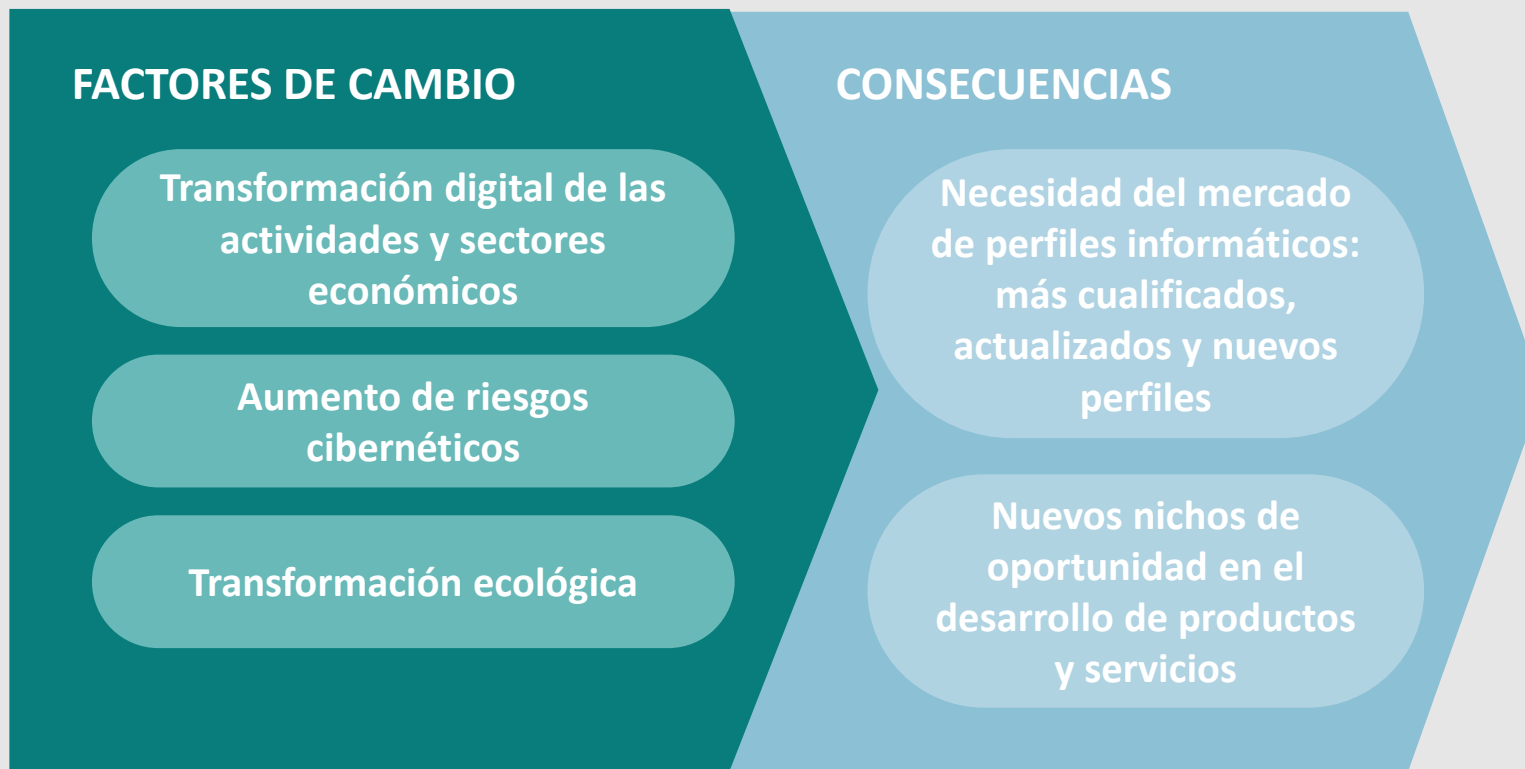 FACTORES DE CAMBIO
Transformación digital de las
actividades y sectores
económicos
Aumento de riesgos
cibernéticos
Transformación ecológica
CONSECUENCIAS
Necesidad del mercado
de perfiles informáticos:
más cualificados,
actualizados y nuevos
perfiles
Nuevos nichos de
oportunidad en el
desarrollo de productos
y servicios